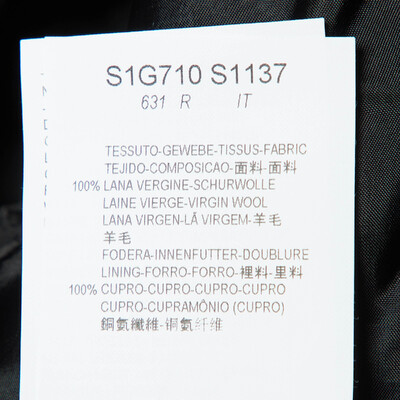 S1G710 S1137
631 R IT
TESSUTO-GEWEBE-TISSUS-FABRIC
TEJIDO-COMPOSICAO-面料-面料
100% LANA VERGINE-SCHURWOLLE
LAINE VIERGE-VIRGIN WOOL
LANA VIRGEN-LÃ VIRGEM-羊毛
羊毛
FODERA-INNENFUTTER-DOUBLURE
LINING-FORRO-FORRO-裡料-里料
100% CUPRO-CUPRO-CUPRO-CUPRO
CUPRO-CUPRAMÔNIO (CUPRO)
銅氨纖維-铜氨纤维